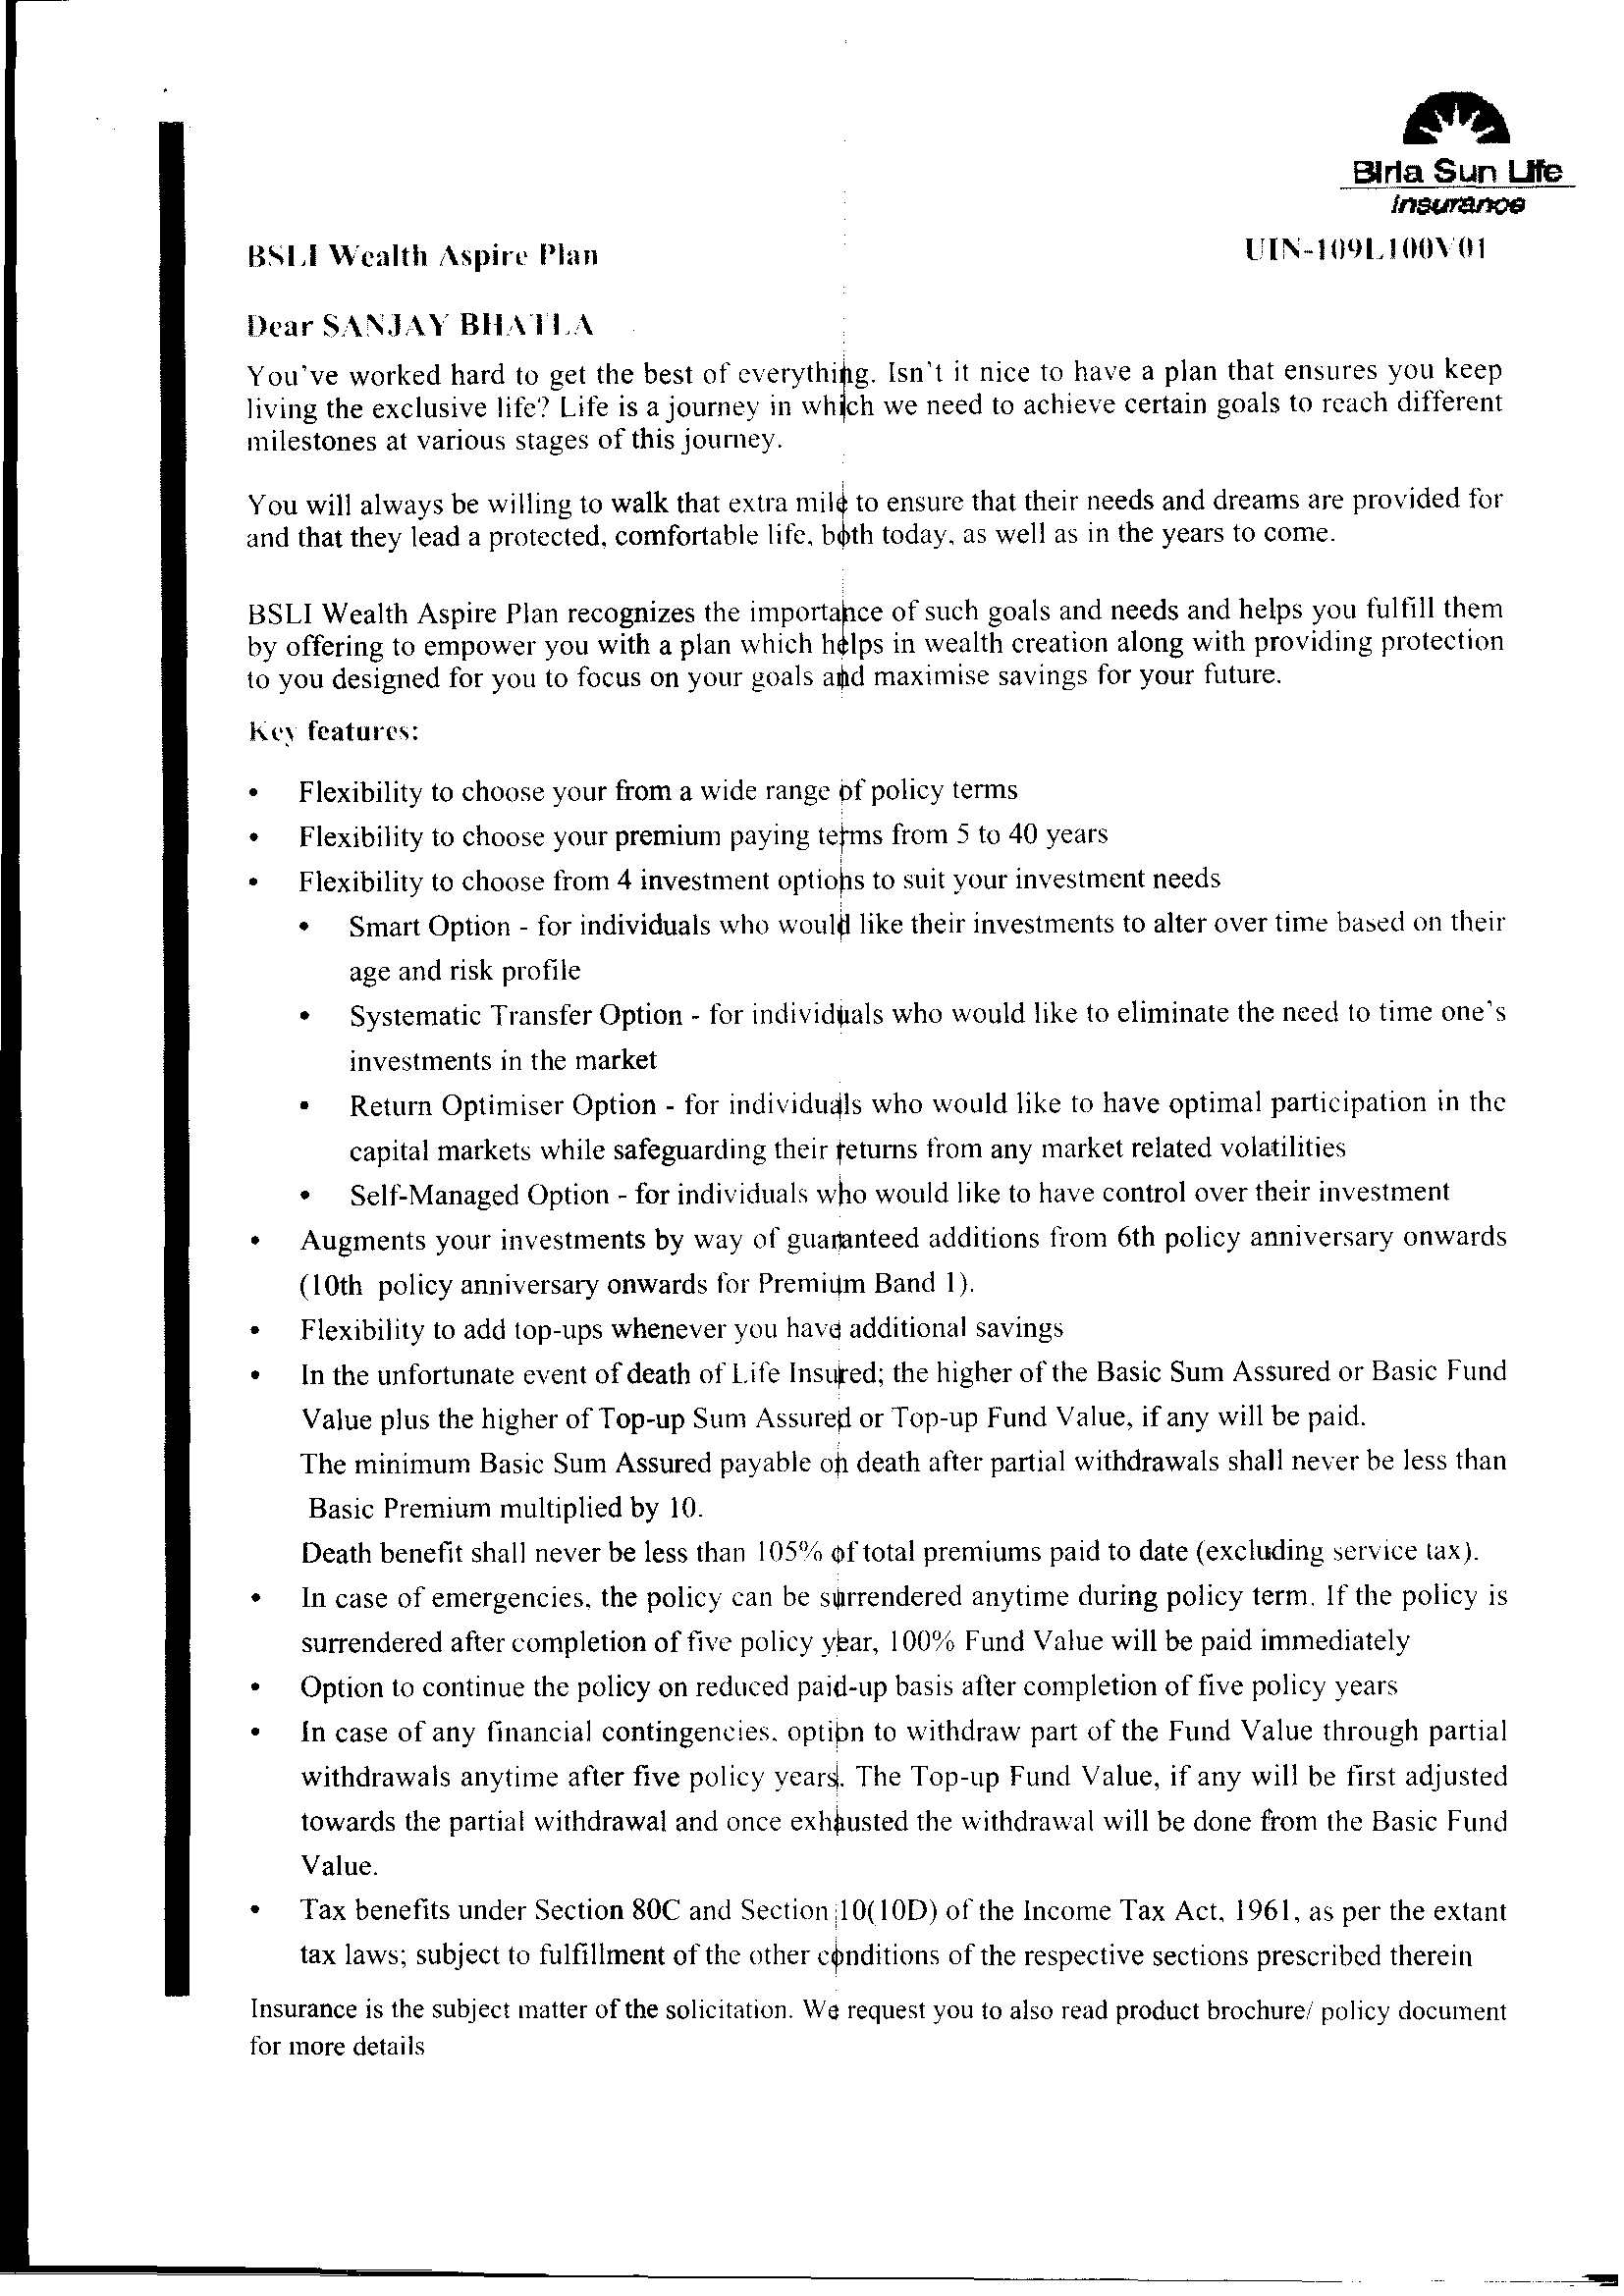 Birla Sun Life
Insurance
BSLI Wealth Aspire Plan UIN-109L100V01
Dear SANJAY BHATLA
You've worked hard to get the best of everything. Isn't it nice to have a plan that ensures you keep
living the exclusive life? Life is a journey in which we need to achieve certain goals to reach different
milestones at various stages of this journey.
You will always be willing to walk that extra mile to ensure that their needs and dreams are provided for
and that they lead a protected, comfortable life, both today, as well as in the years to come.
BSLI Wealth Aspire Plan recognizes the importance of such goals and needs and helps you fulfill them
by offering to empower you with a plan which helps in wealth creation along with providing protection
to you designed for you to focus on your goals and maximise savings for your future.
Key features:
• Flexibility to choose your from a wide range of policy terms
• Flexibility to choose your premium paying terms from 5 to 40 years
• Flexibility to choose from 4 investment options to suit your investment needs
• Smart Option - for individuals who would like their investments to alter over time based on their
age and risk profile
• Systematic Transfer Option - for individuals who would like to eliminate the need to time one's
investments in the market
• Return Optimiser Option - for individuals who would like to have optimal participation in the
capital markets while safeguarding their returns from any market related volatilities
• Self-Managed Option - for individuals who would like to have control over their investment
• Augments your investments by way of guaranteed additions from 6th policy anniversary onwards
(10th policy anniversary onwards for Premium Band 1).
• Flexibility to add top-ups whenever you have additional savings
• In the unfortunate event of death of Life Insured; the higher of the Basic Sum Assured or Basic Fund
Value plus the higher of Top-up Sum Assured or Top-up Fund Value, if any will be paid.
The minimum Basic Sum Assured payable on death after partial withdrawals shall never be less than
Basic Premium multiplied by 10.
Death benefit shall never be less than 105% of total premiums paid to date (excluding service tax).
• In case of emergencies, the policy can be surrendered anytime during policy term. If the policy is
surrendered after completion of five policy year, 100% Fund Value will be paid immediately
• Option to continue the policy on reduced paid-up basis after completion of five policy years
• In case of any financial contingencies, option to withdraw part of the Fund Value through partial
withdrawals anytime after five policy years. The Top-up Fund Value, if any will be first adjusted
towards the partial withdrawal and once exhausted the withdrawal will be done from the Basic Fund
Value.
• Tax benefits under Section 80C and Section 10(10D) of the Income Tax Act, 1961, as per the extant
tax laws; subject to fulfillment of the other conditions of the respective sections prescribed therein
Insurance is the subject matter of the solicitation. We request you to also read product brochure/ policy document
for more details